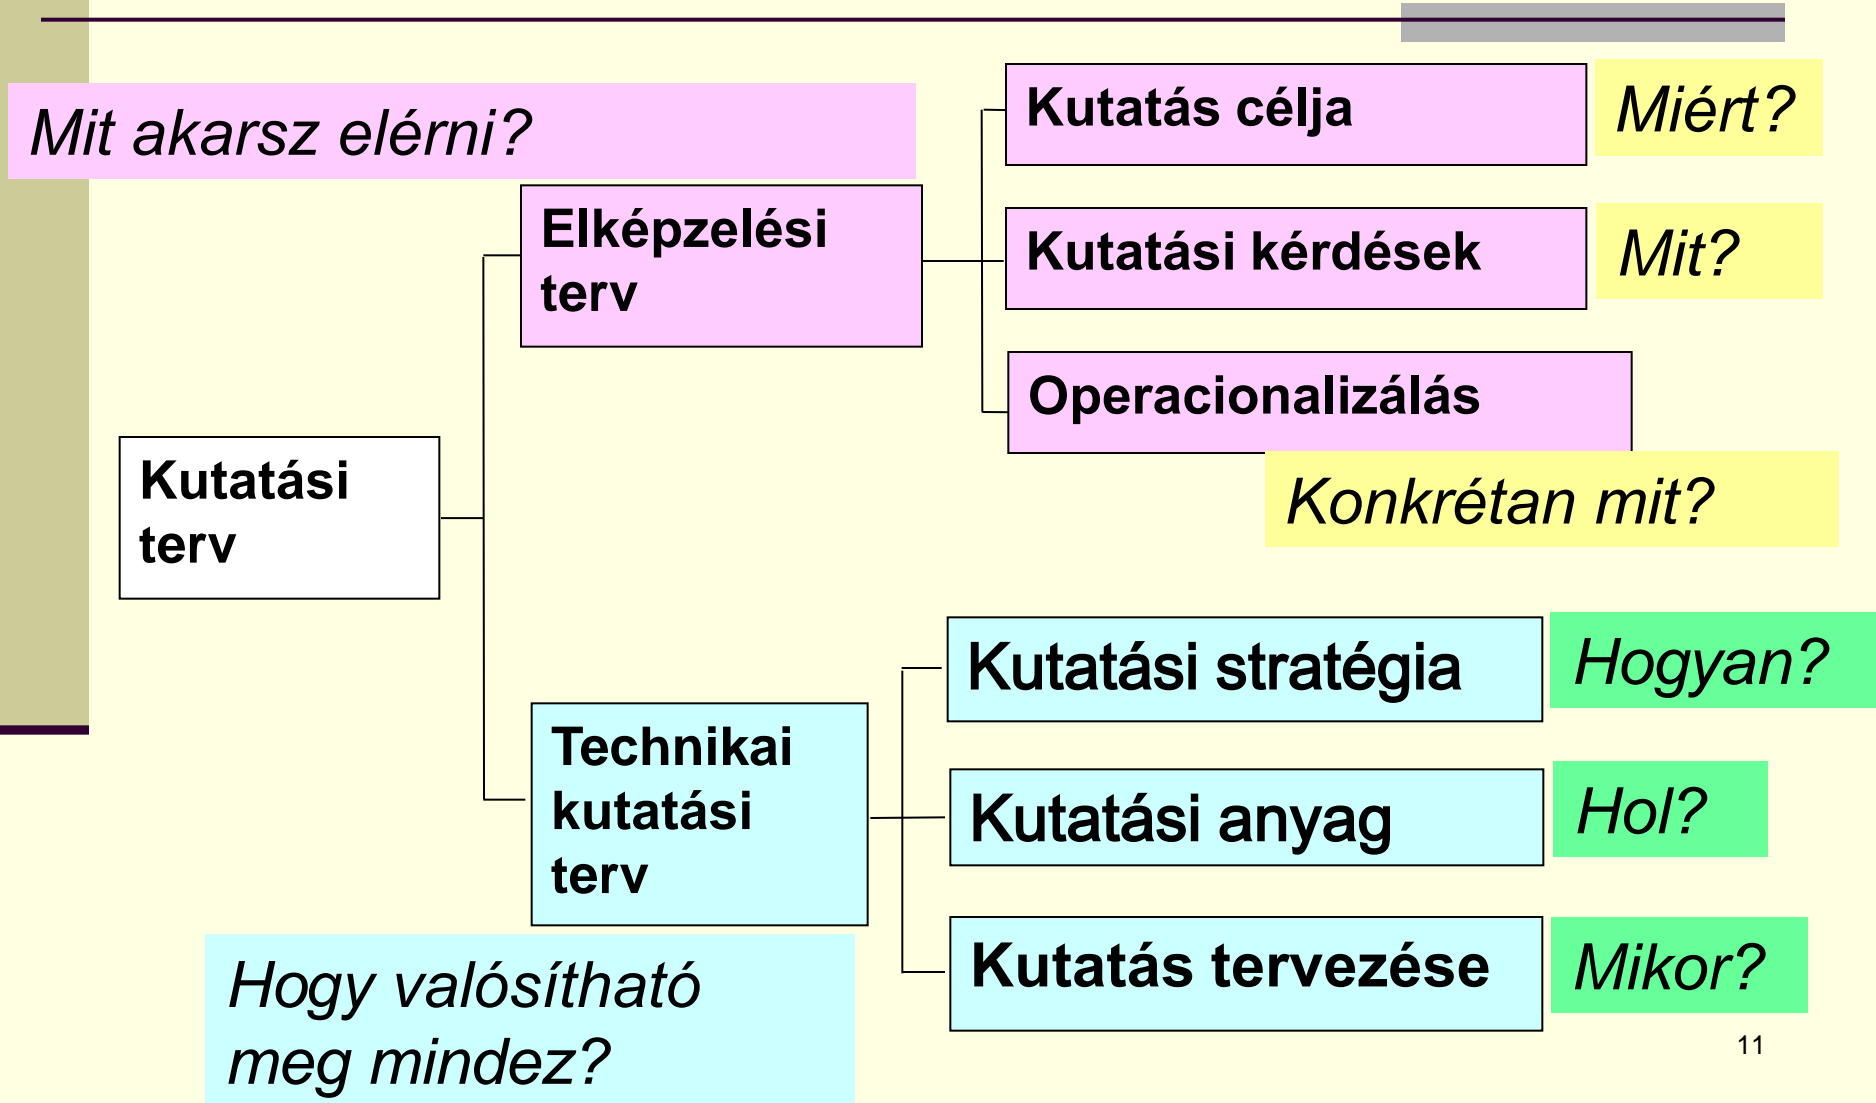 Mit akarsz elérni?
Kutatás célja
Miért?
Elképzelési
terv
Kutatási kérdések
Mit?
Operacionalizálás
Konkrétan mit?
Kutatási
terv
Kutatási stratégia
Hogyan?
Technikai
kutatási
terv
Kutatási anyag
Hol?
Kutatás tervezése
Mikor?
Hogy valósítható
meg mindez?
11